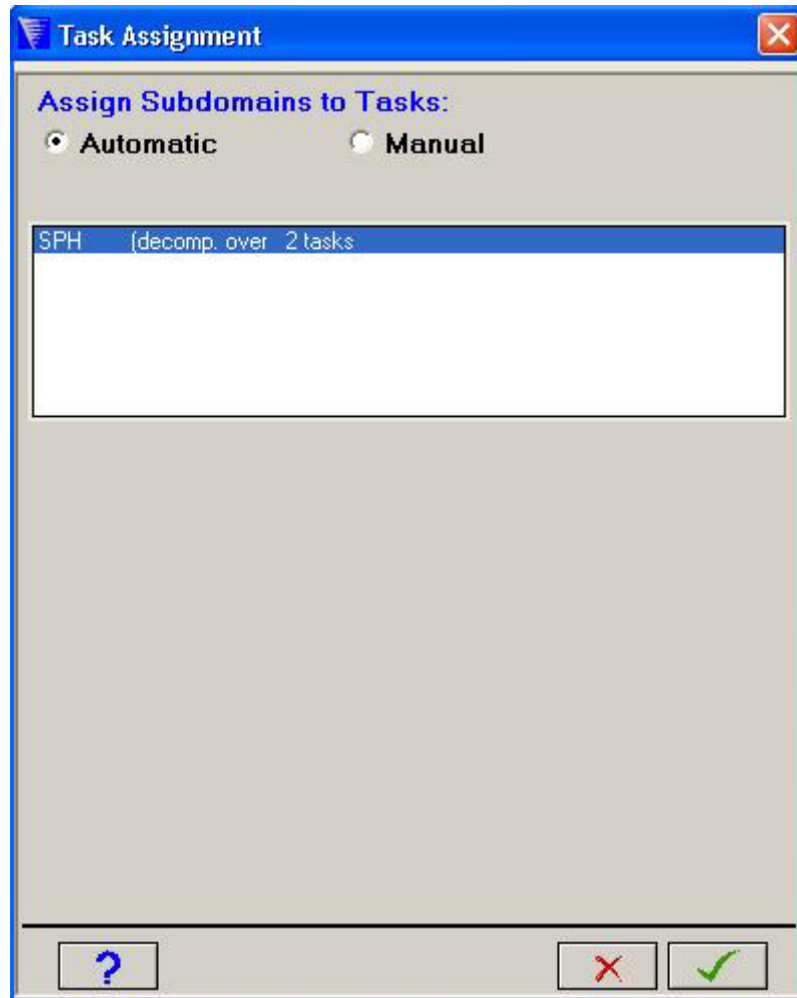 Task Assignment
Assign Subdomains to Tasks:
Automatic Manual
SPH (decomp. over 2 tasks
?